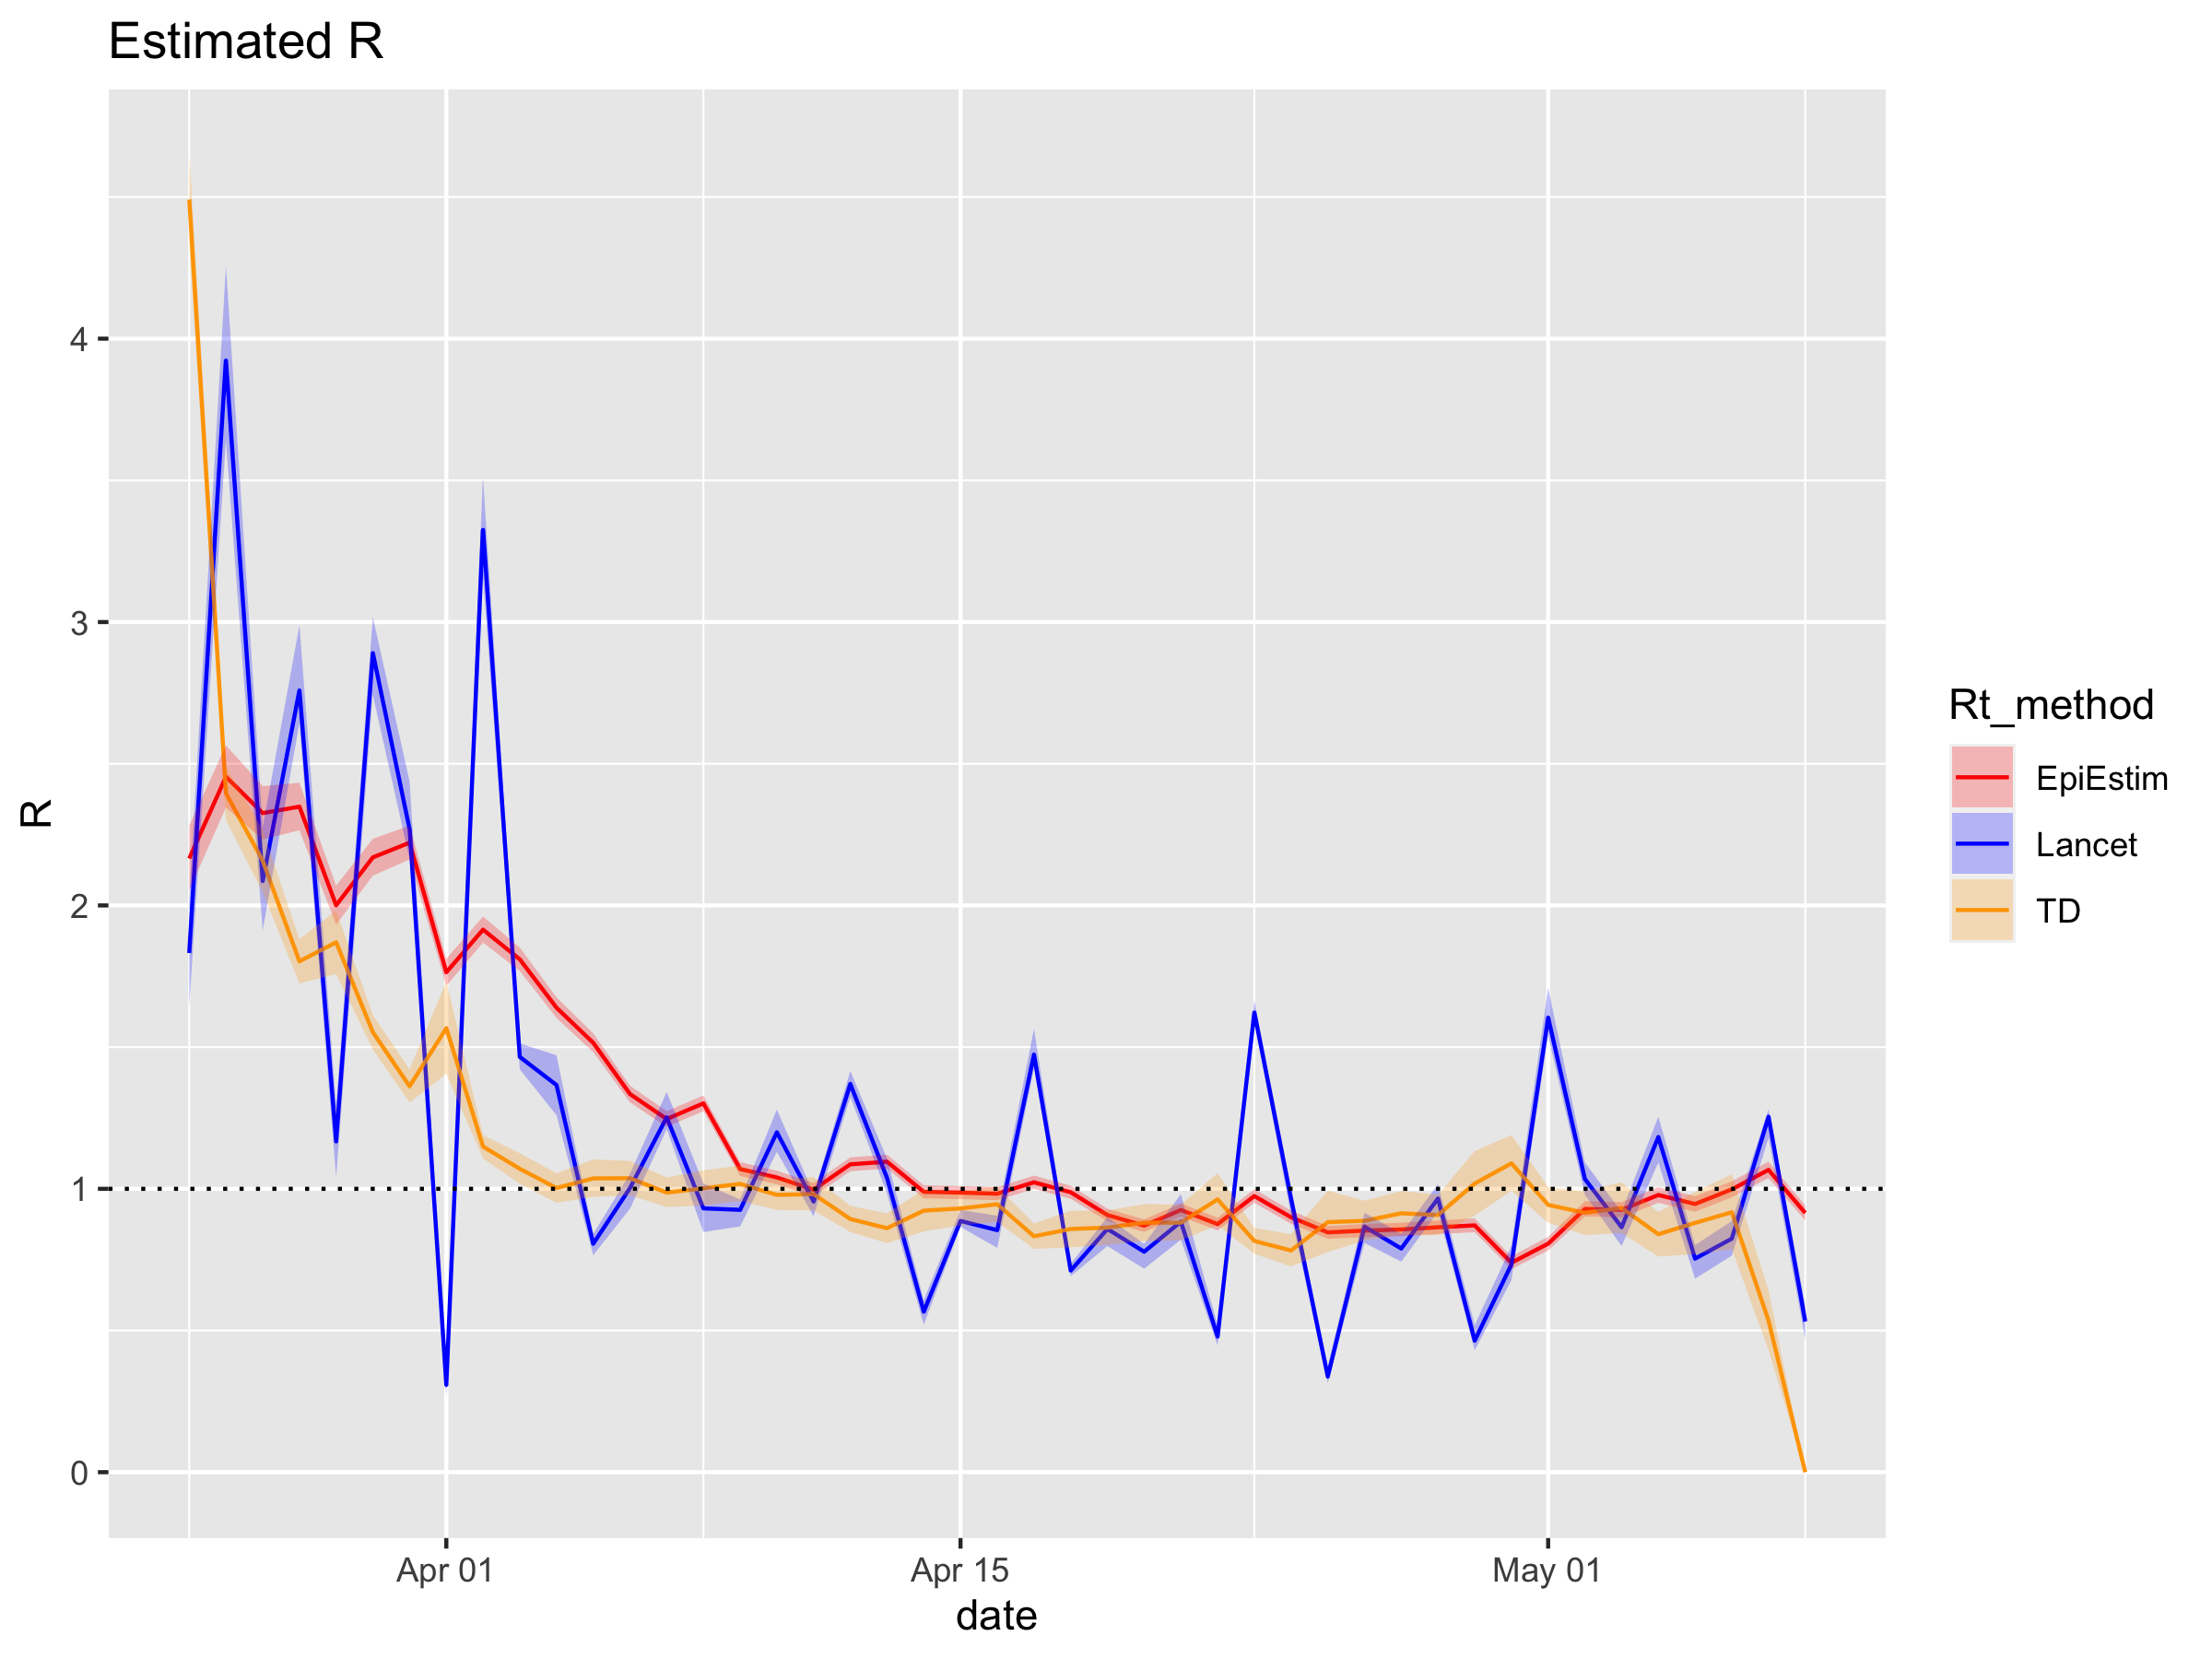 Estimated R
4
3
2
1
0
R
Apr 01
Apr 15
May 01
date
Rt_method
EpiEstim
Lancet
TD